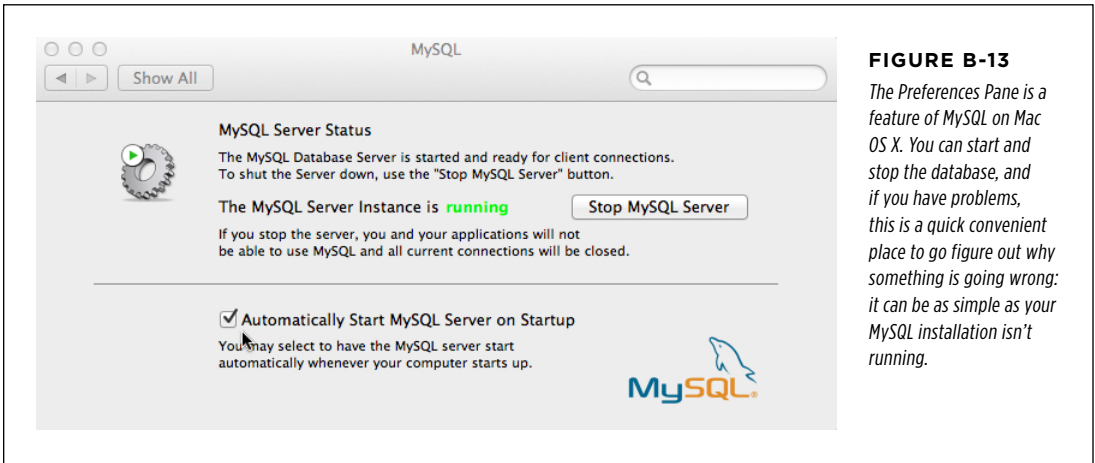 MySQL
Show All
MySQL Server Status
The MySQL Database Server is started and ready for client connections.
To shut the Server down, use the "Stop MySQL Server" button.
The MySQL Server Instance is running
Stop MySQL Server
If you stop the server, you and your applications will not
be able to use MySQL and all current connections will be closed.
Automatically Start MySQL Server on Startup
You may select to have the MySQL server start
automatically whenever your computer starts up.
MySQL®
FIGURE B-13
The Preferences Pane is a
feature of MySQL on Mac
OS X. You can start and
stop the database, and
if you have problems,
this is a quick convenient
place to go figure out why
something is going wrong:
it can be as simple as your
MySQL installation isn't
running.